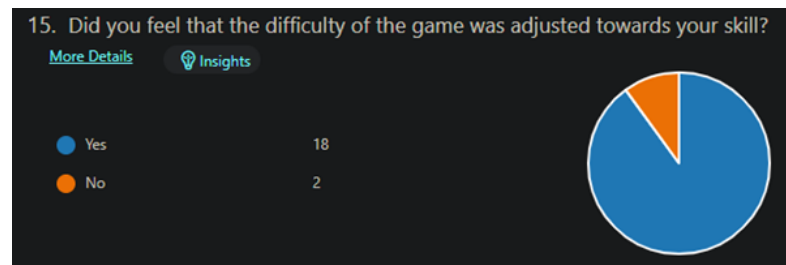 15. Did you feel that the difficulty of the game was adjusted towards your skill?
More Details Insights
Yes 18
No 2